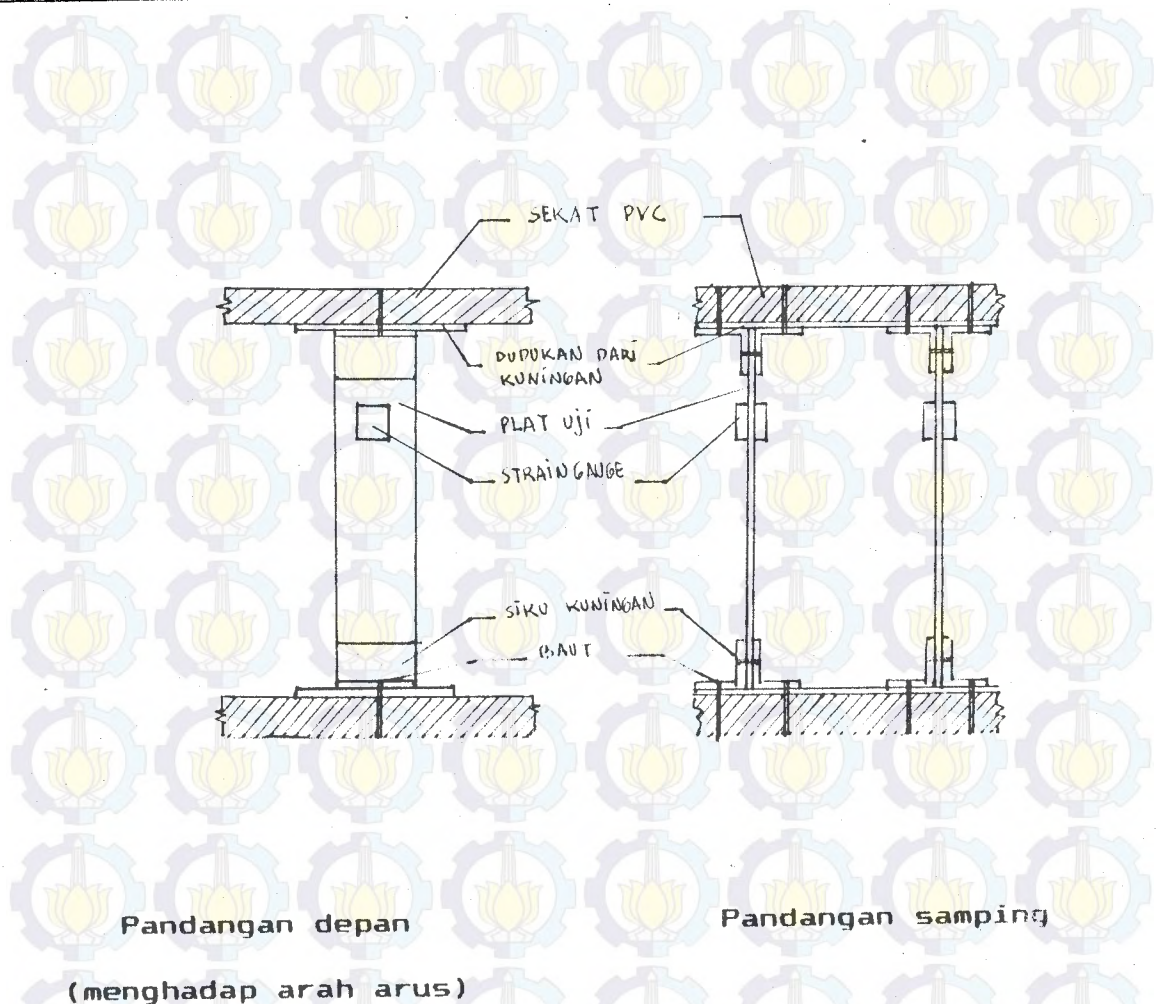 SEKAT PVC
DUDUKAN DARI
KUNINGAN
PLAT UJI
STRAIN GAUGE
SIKU KUNINGAN
BAUT
Pandangan depan
Pandangan samping
(menghadap arah arus)